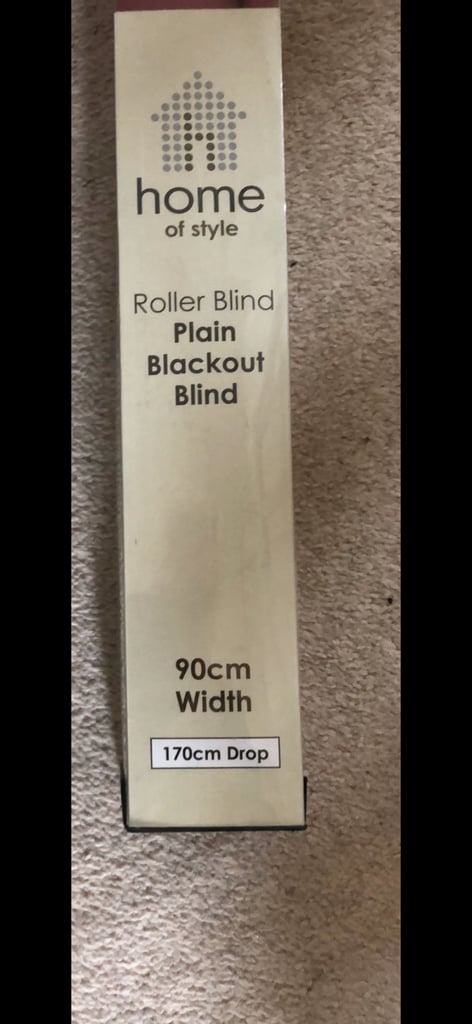 home
of style
Roller Blind
Plain
Blackout
Blind
90cm
Width
170cm Drop